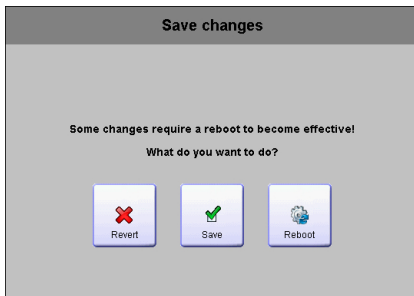 Save changes
Some changes require a reboot to become effective!
What do you want to do?
Revert
Save
Reboot